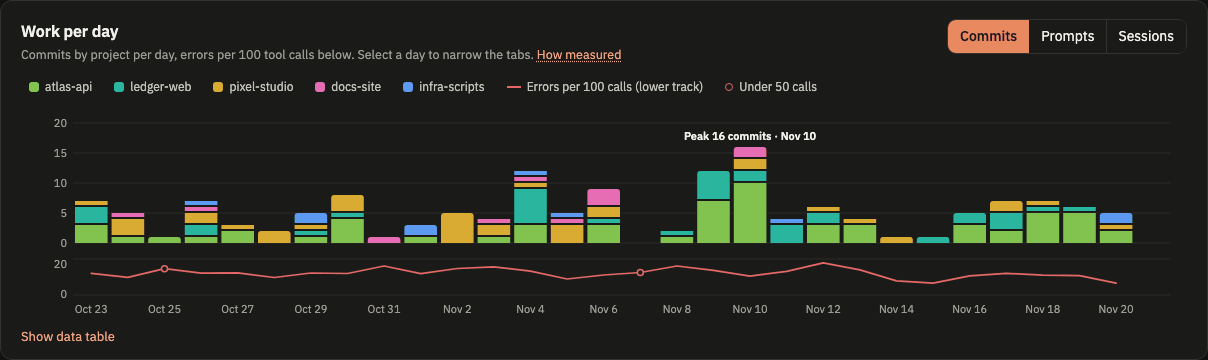 Work per day
Commits Prompts Sessions
Commits by project per day, errors per 100 tool calls below. Select a day to narrow the tabs. How measured
atlas-api ledger-web pixel-studio docs-site infra-scripts Errors per 100 calls (lower track) Under 50 calls
20
Peak 16 commits · Nov 10
15
10
5
0
20
0
Oct 23 Oct 25 Oct 27 Oct 29 Oct 31 Nov 2 Nov 4 Nov 6 Nov 8 Nov 10 Nov 12 Nov 14 Nov 16 Nov 18 Nov 20
Show data table